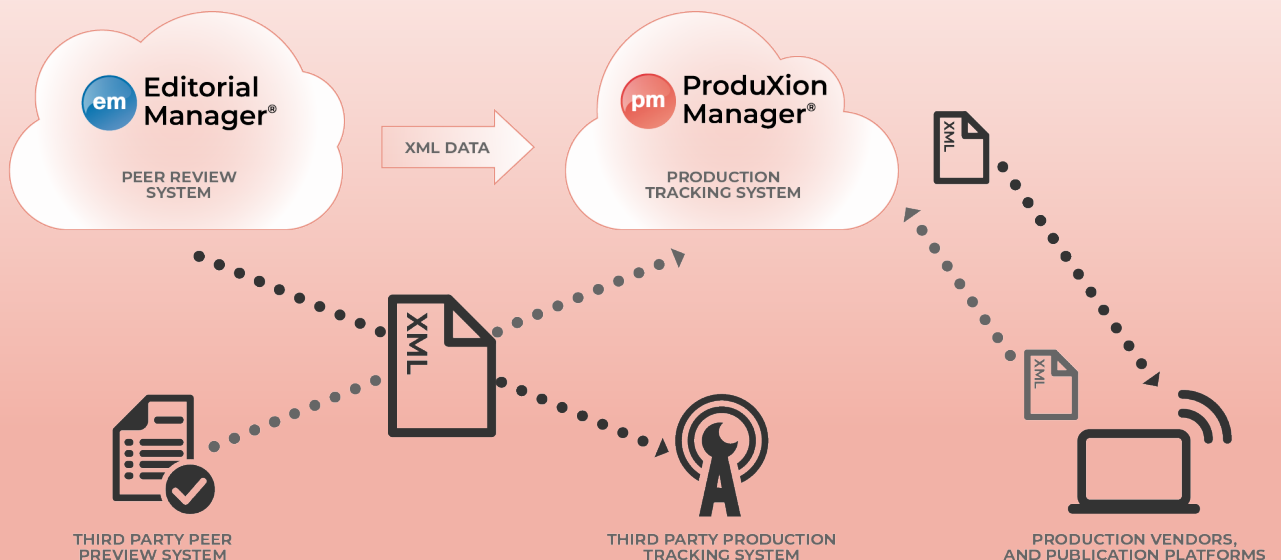 em
Editorial
Manager®
PEER REVIEW
SYSTEM
XML DATA
pm
ProduXion
Manager®
PRODUCTION
TRACKING SYSTEM
XML
XML
XML
THIRD PARTY PEER
PREVIEW SYSTEM
THIRD PARTY PRODUCTION
TRACKING SYSTEM
PRODUCTION VENDORS,
AND PUBLICATION PLATFORMS